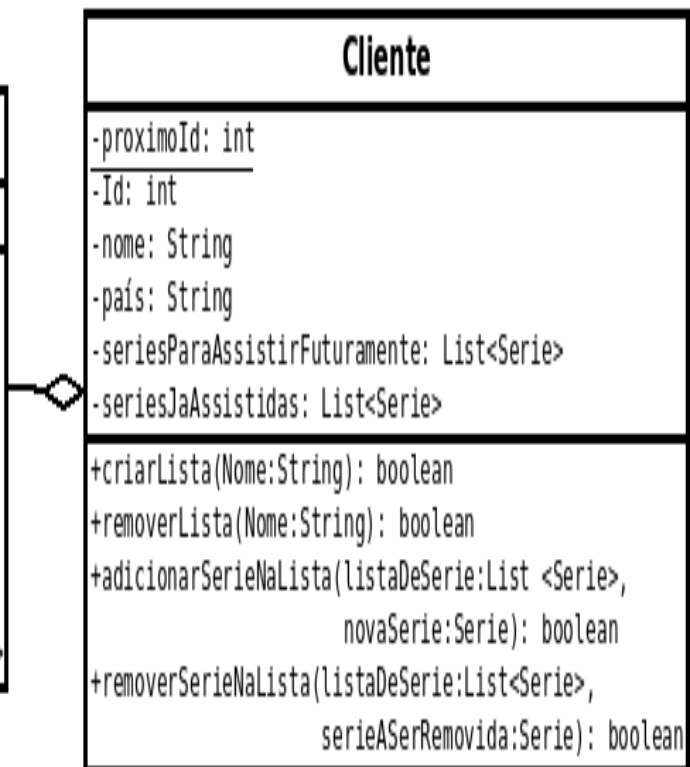 Cliente
-proximoId: int
-Id: int
-nome: String
-país: String
-seriesParaAssistirFuturamente: List<Serie>
-seriesJaAssistidas: List<Serie>
+criarLista(Nome:String): boolean
+removerLista(Nome:String): boolean
+adicionarSerieNaLista(listaDeSerie:List <Serie>,
novaSerie:Serie): boolean
+removerSerieNaLista(listaDeSerie:List<Serie>,
serieASerRemovida:Serie): boolean